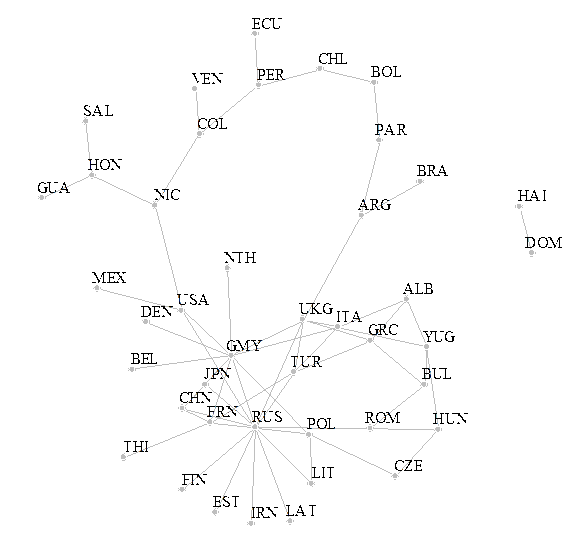 ECU
CHL
BOL
PER
VEN
SAL
COL
PAR
HON
BRA
GUA
NIC
ARG
HAI
DOM
NTH
MEX
ALB
USA
DEN
UKG
ITA
GRC
YUG
GMY
BEL
TUR
JPN
BUL
CHN
FRN
RUS
POL
ROM
HUN
THI
LIT
CZE
FIN
EST
IRN
LAT